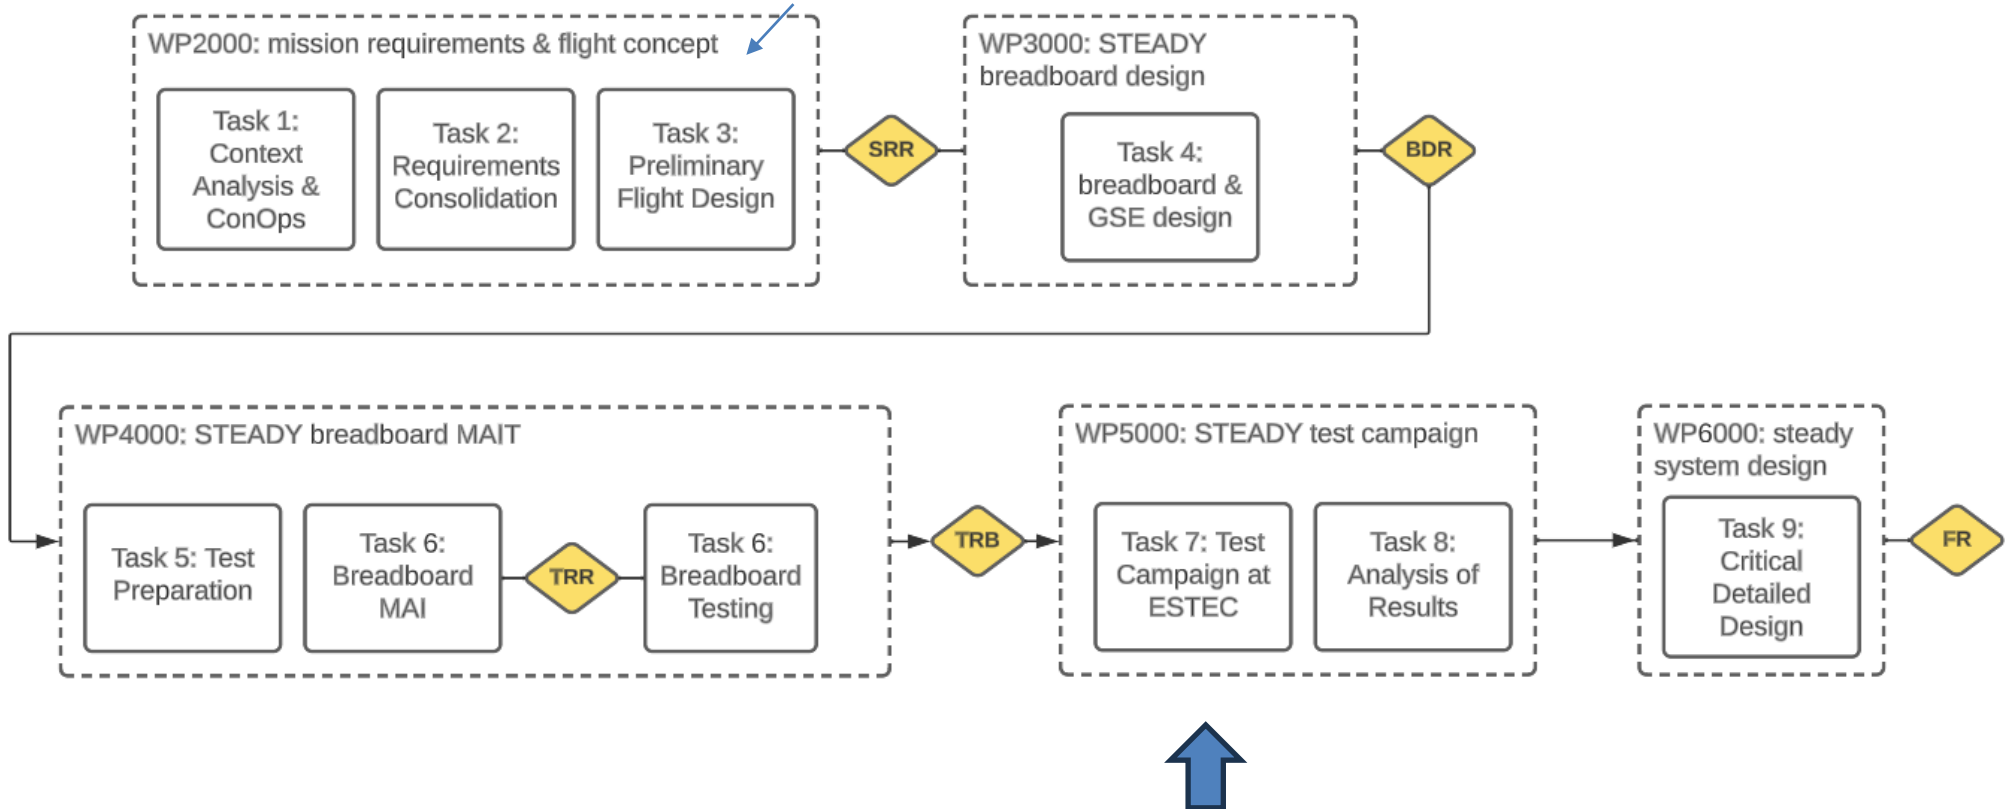 WP2000: mission requirements & flight concept
Task 1:
Context
Analysis &
ConOps
Task 2:
Requirements
Consolidation
Task 3:
Preliminary
Flight Design
SRR
WP3000: STEADY
breadboard design
Task 4:
breadboard &
GSE design
BDR
WP4000: STEADY breadboard MAIT
Task 5: Test
Preparation
Task 6:
Breadboard
MAI
TRR
Task 6:
Breadboard
Testing
TRB
WP5000: STEADY test campaign
Task 7: Test
Campaign at
ESTEC
Task 8:
Analysis of
Results
WP6000: steady
system design
Task 9:
Critical
Detailed
Design
FR